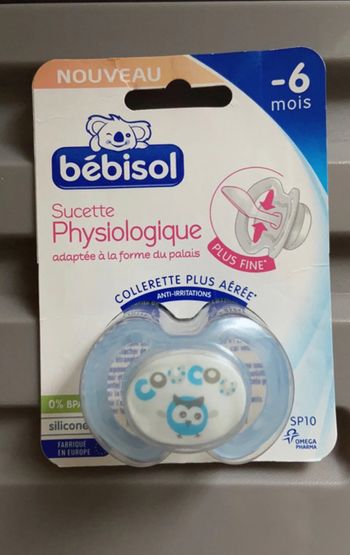 NOUVEAU
-6
mois
bébisol
Sucette
Physiologique
adaptée à la forme du palais
PLUS FINE*
COLLERETTE PLUS AÉRÉE*
ANTI-IRRITATIONS
COCO
0% BPA
silicone
SP10
FABRIQUÉ
EN EUROPE
OMEGA
PHARMA